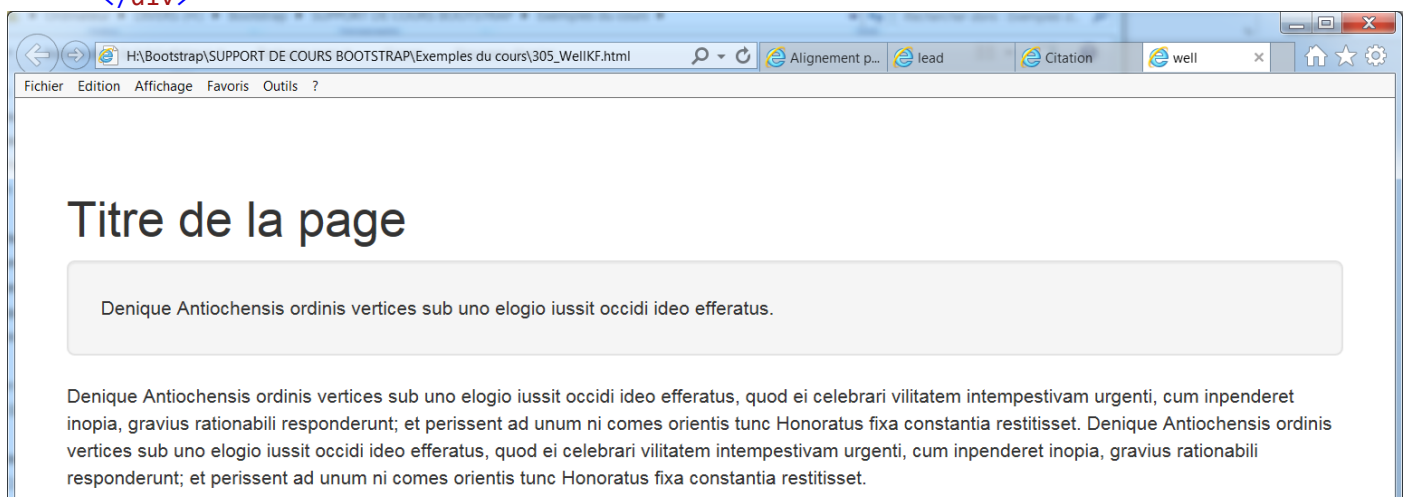 </div>
H:\Bootstrap\SUPPORT DE COURS BOOTSTRAP\Exemples du cours\305_WellKF.html Alignement p... lead Citation well
Fichier Edition Affichage Favoris Outils ?
Titre de la page
Denique Antiochensis ordinis vertices sub uno elogio iussit occidi ideo efferatus.
Denique Antiochensis ordinis vertices sub uno elogio iussit occidi ideo efferatus, quod ei celebrari vilitatem intempestivam urgenti, cum inpenderet
inopia, gravius rationabili responderunt; et perissent ad unum ni comes orientis tunc Honoratus fixa constantia restitisset. Denique Antiochensis ordinis
vertices sub uno elogio iussit occidi ideo efferatus, quod ei celebrari vilitatem intempestivam urgenti, cum inpenderet inopia, gravius rationabili
responderunt; et perissent ad unum ni comes orientis tunc Honoratus fixa constantia restitisset.